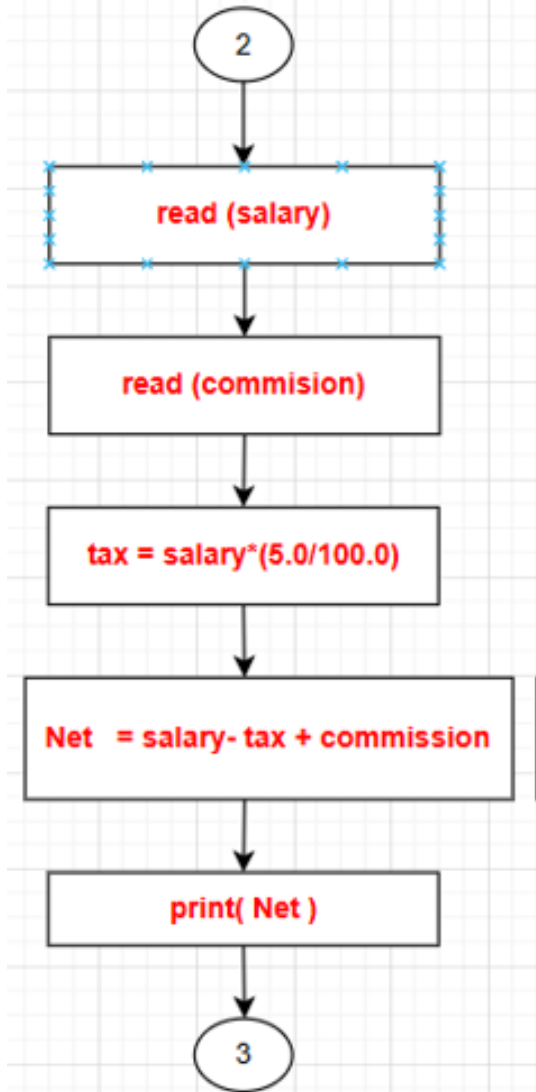 2
read (salary)
read (commision)
tax = salary*(5.0/100.0)
Net = salary- tax + commission
print( Net )
3